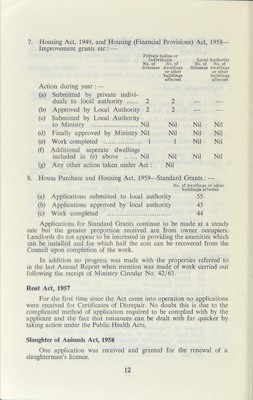 7. Housing Act, 1949, and Housing (Financial Provisions) Act, 1958—
Improvement grants etc :—
Private bodies or Individuals Local Authority
No. of Schemes No. of dwellings or other buildings affected No. of Schemes No. of dwellings or other buildings affected
Action during year :—
(a) Submitted by private indivi-
duals to local authority ...... 2 2 — —
(b) Approved by Local Authority 2 2 — —
(c) Submitted by Local Authority
to Ministry .................. Nil Nil Nil Nil
(d) Finally approved by Ministry Nil Nil Nil Nil
(e) Work completed .................. 1 1 Nil Nil
(f) Additional seperate dwellings
included in (e) above ...... Nil Nil Nil Nil
(g) Any other action taken under Act : Nil
8. House Purchase and Housing Act, 1959—Standard Grants :—
No. of dwellings or other
buildings affected
(a) Applications submitted to local authority 55
(b) Applications approved by local authority 45
(c) Work completed ...... 44
Applications for Standard Grants continue to be made at a steady
rate but the greater proportion received are from owner occupiers.
Landlords do not appear to be interested in providing the amenities which
can be installed and for which half the cost can be recovered from the
Council upon completion of the work.
In addition no progress was made with the properties referred to
in the last Annual Report when mention was made of work carried out
following the receipt of Ministry Circular No. 42/63.
Rent Act, 1957
For the first time since the Act came into operation no applications
were received for Certificates of Disrepair. No doubt this is due to the
complicated method of application required to be complied with by the
applicant and the fact that nuisances can be dealt with far quicker by
taking action under the Public Health Acts.
Slaughter of Animals Act, 1958
One application was received and granted for the renewal of a
slaughterman's licence.
12